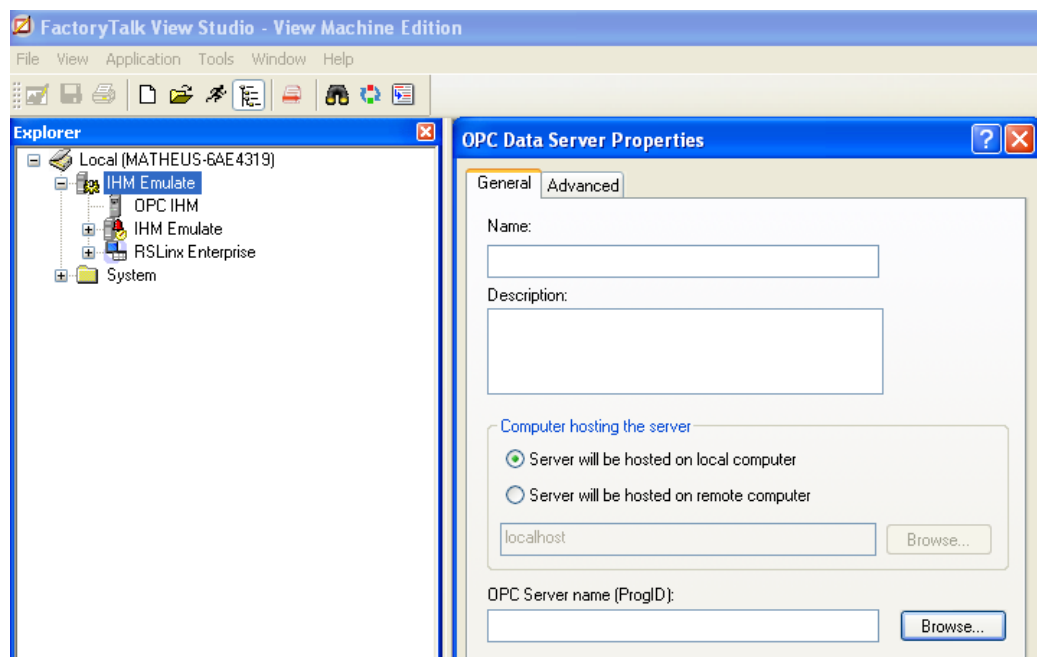 FactoryTalk View Studio - View Machine Edition
File View Application Tools Window Help
Explorer
Local (MATHEUS-6AE4319)
IHM Emulate
OPC IHM
IHM Emulate
RSLinx Enterprise
System
OPC Data Server Properties
General Advanced
Name:
Description:
Computer hosting the server
Server will be hosted on local computer
Server will be hosted on remote computer
localhost Browse...
OPC Server name (ProgID):
Browse...